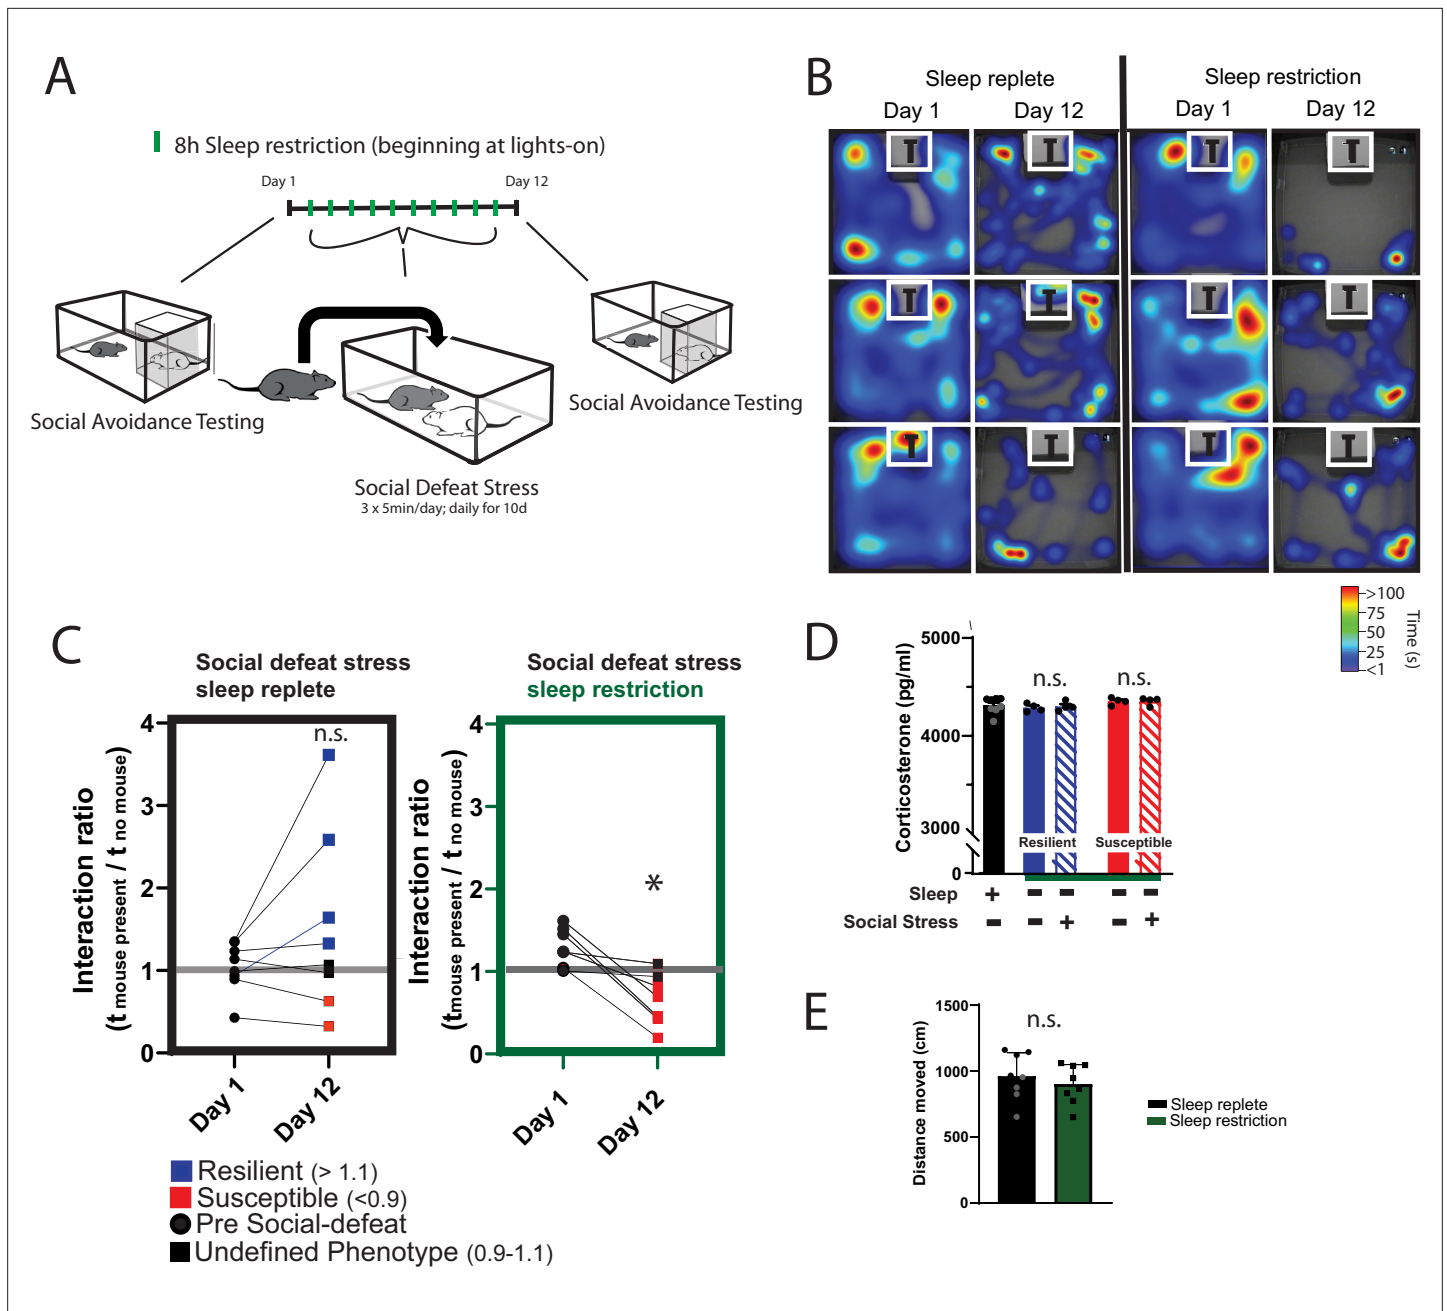 A
8h Sleep restriction (beginning at lights-on)
Day 1
Day 12
Social Avoidance Testing
Social Avoidance Testing
Social Defeat Stress
3 x 5min/day; daily for 10d
B
Sleep replete
Sleep restriction
Day 1
Day 12
Day 1
Day 12
T
T
T
T
T
T
T
T
T
T
T
T
>100
75
50
25
<1
Time (s)
C
Social defeat stress
sleep replete
Social defeat stress
sleep restriction
Interaction ratio
(t mouse present / t no mouse)
4
3
2
1
0
n.s.
Day 1
Day 12
Interaction ratio
(tmouse present / t no mouse)
4
3
2
1
0
*
Day 1
Day 12
Resilient (> 1.1)
Susceptible (<0.9)
Pre Social-defeat
Undefined Phenotype (0.9-1.1)
D
Corticosterone (pg/ml)
5000
4000
3000
0
n.s.
n.s.
Resilient
Susceptible
Sleep + - - - -
Social Stress - - + - +
E
Distance moved (cm)
1500
1000
500
0
n.s.
Sleep replete
Sleep restriction